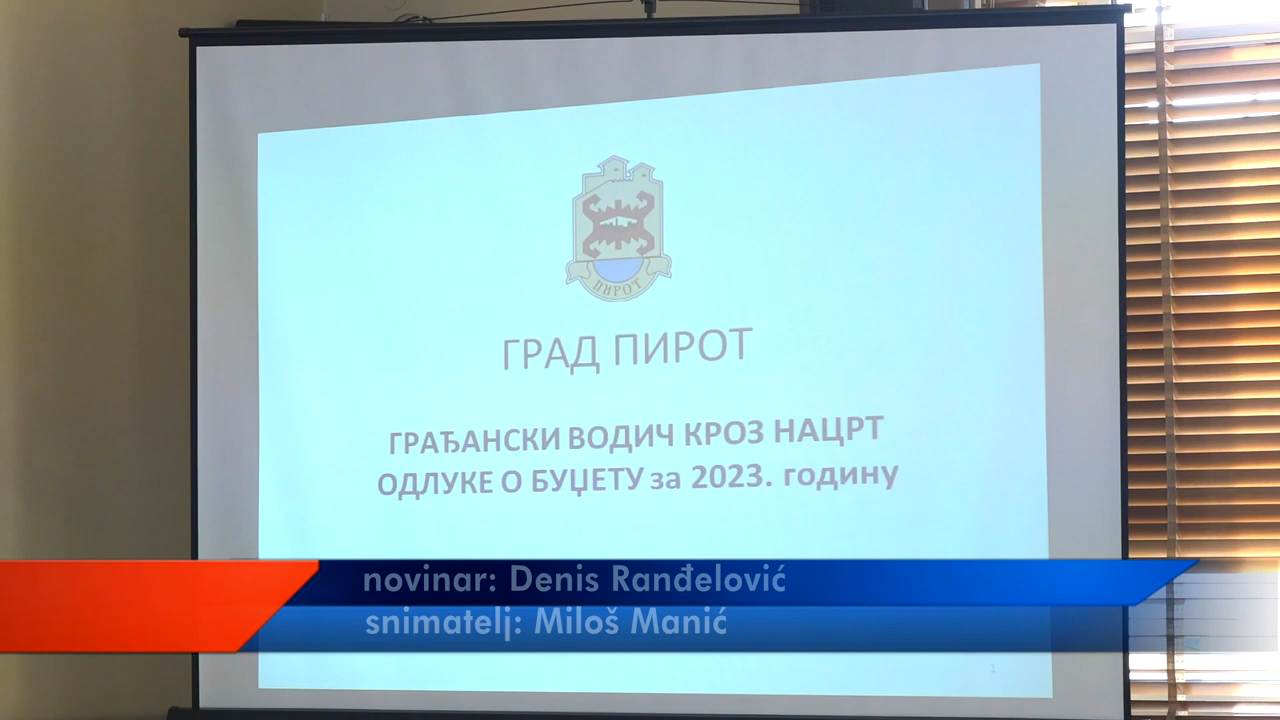 ПИРОТ
ГРАД ПИРОТ
ГРАЂАНСКИ ВОДИЧ КРОЗ НАЦРТ
ОДЛУКЕ О БУЏЕТУ за 2023. годину
novinar: Denis Ranđelović
snimatelj: Miloš Manić
1